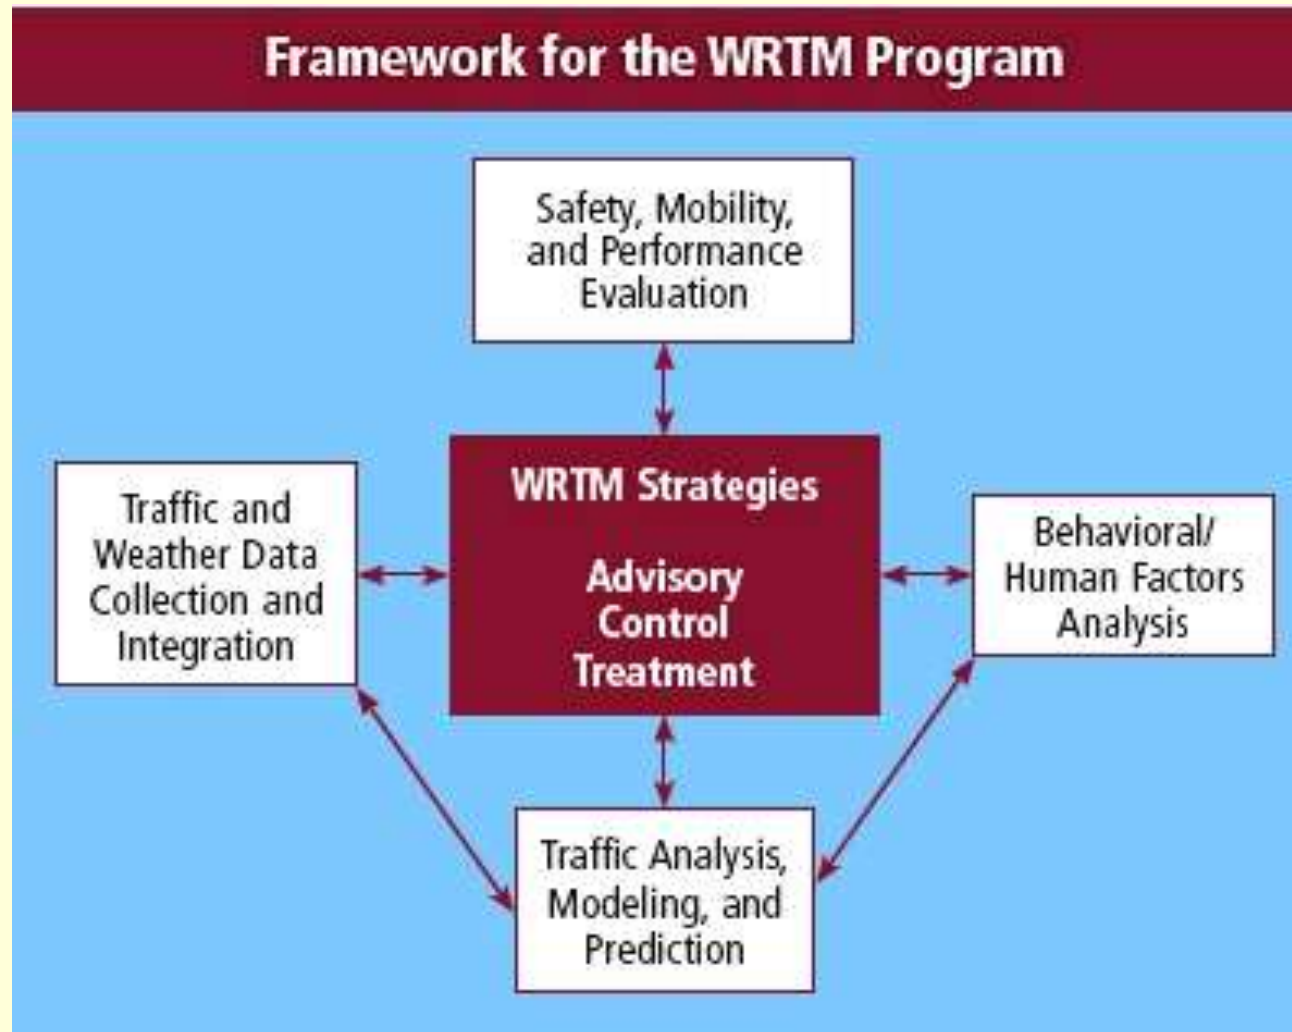 Framework for the WRTM Program
Safety, Mobility,
and Performance
Evaluation
WRTM Strategies
Advisory
Control
Treatment
Traffic and
Weather Data
Collection and
Integration
Behavioral/
Human Factors
Analysis
Traffic Analysis,
Modeling, and
Prediction